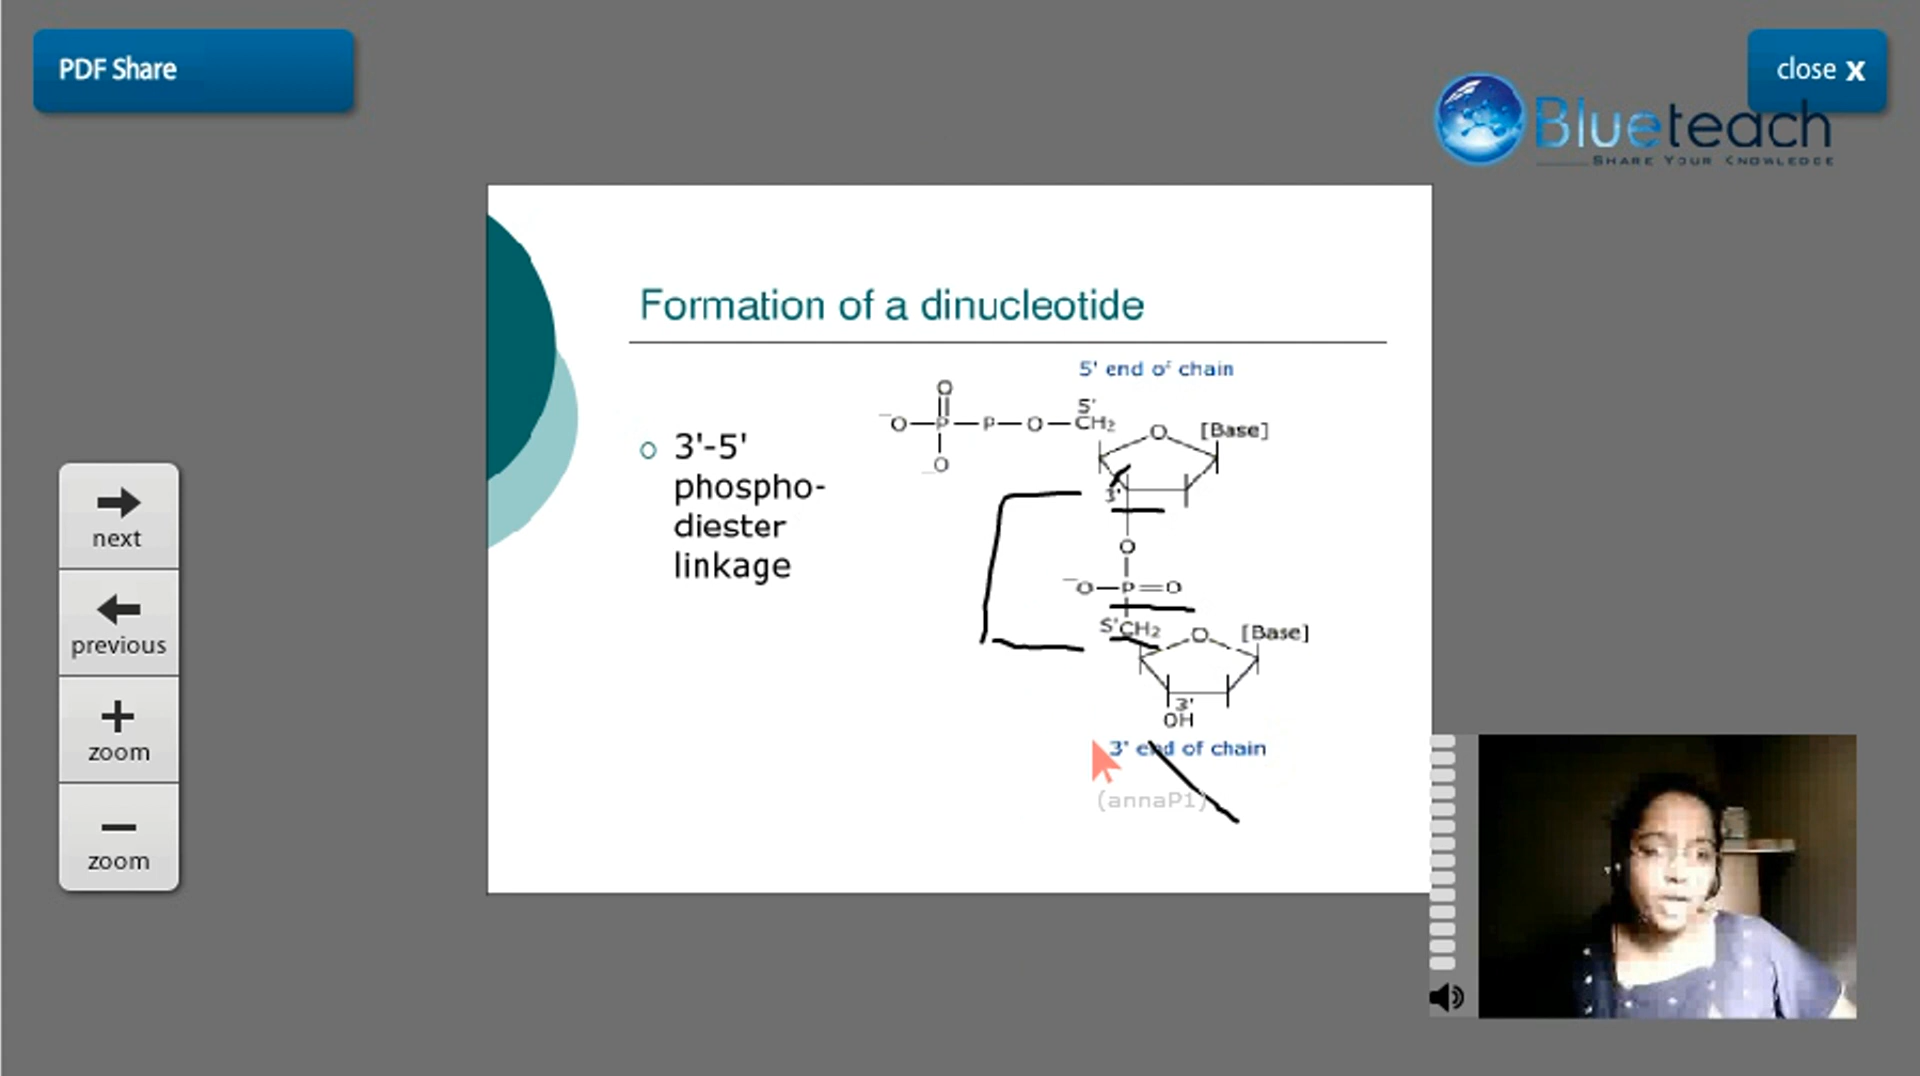 PDF Share
close X
Blueteach
SHARE YOUR KNOWLEDGE
Formation of a dinucleotide
5' end of chain
3'-5'
phospho-
diester
linkage
O
⁻O—P—P—O—CH₂
5'
O
[Base]
⁻O
3'
O
⁻O—P=O
5'CH₂
O
[Base]
3'
OH
3' end of chain
(annaP1)
next
previous
zoom
zoom